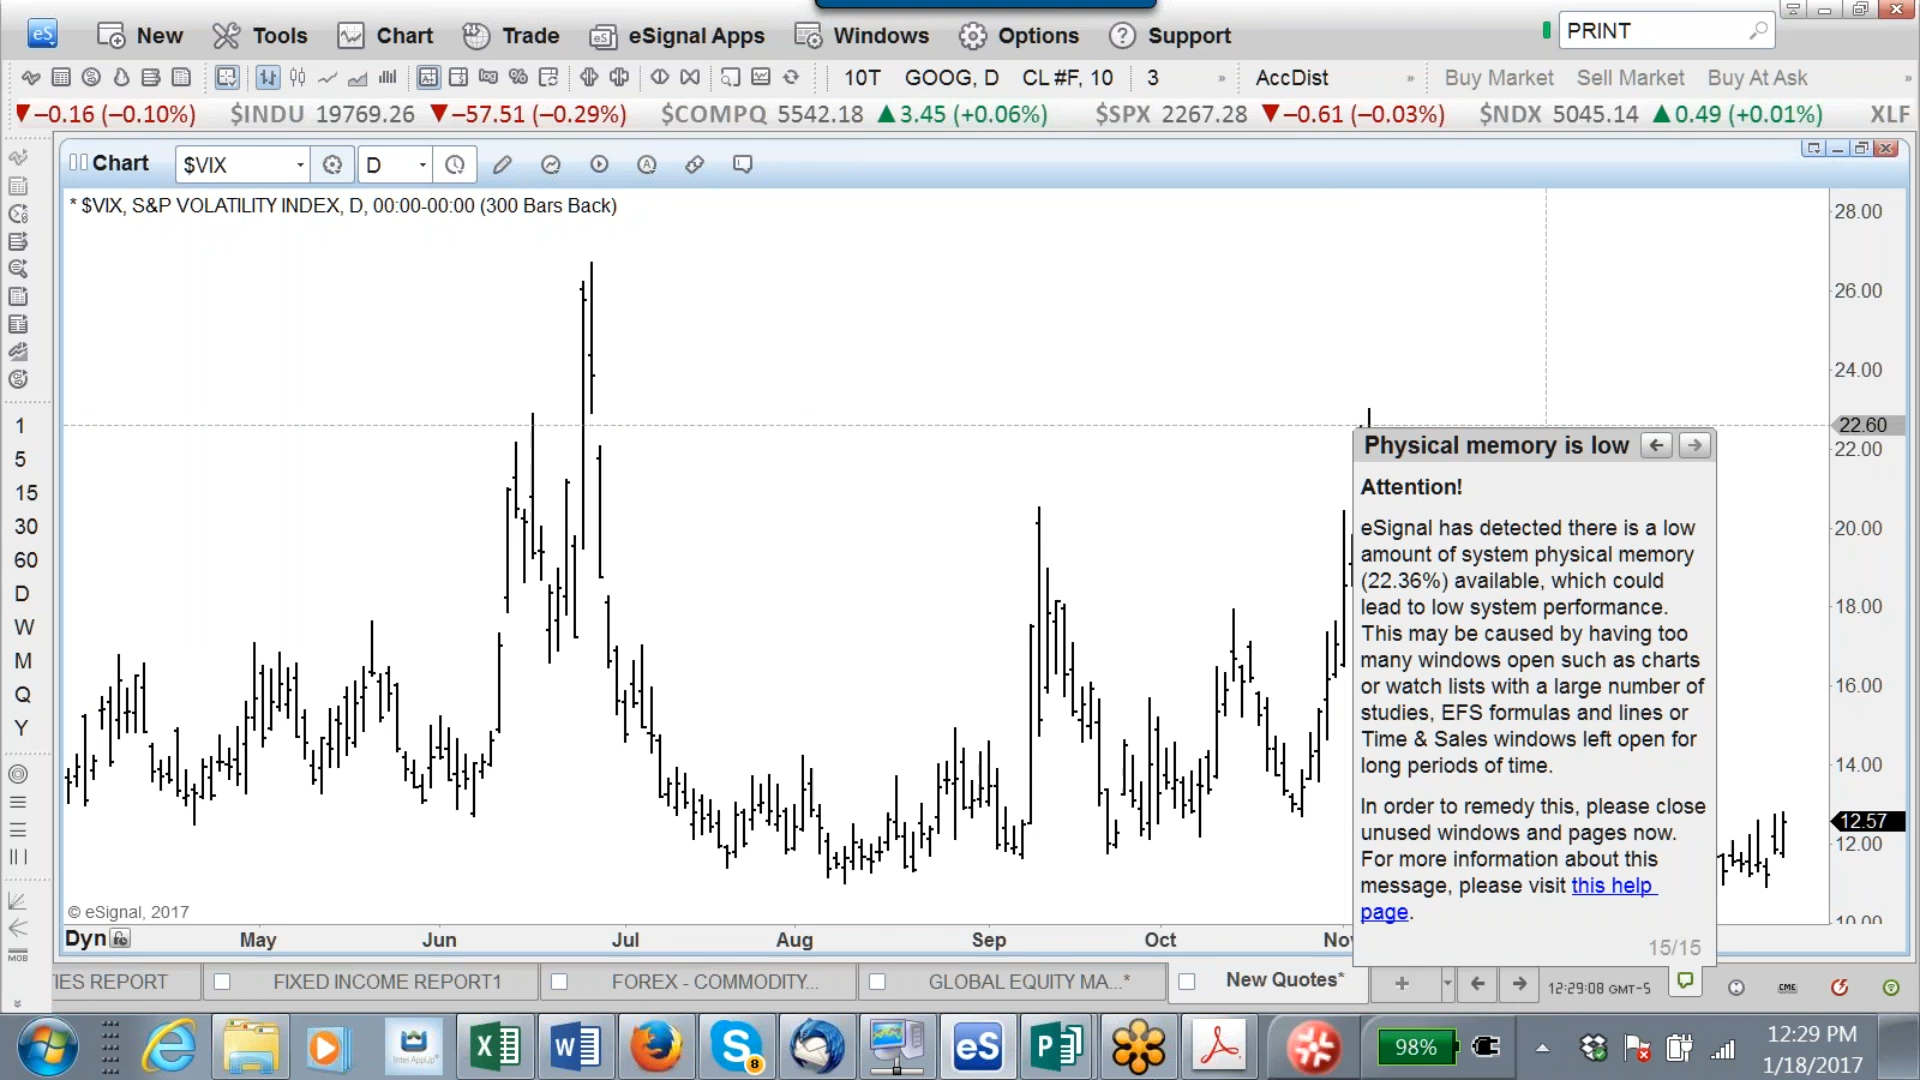 eS New Tools Chart Trade eSignal Apps Windows Options Support PRINT
10T GOOG, D CL #F, 10 3 » AccDist » Buy Market Sell Market Buy At Ask »
▼−0.16 (−0.10%) $INDU 19769.26 ▼−57.51 (−0.29%) $COMPQ 5542.18 ▲3.45 (+0.06%) $SPX 2267.28 ▼−0.61 (−0.03%) $NDX 5045.14 ▲0.49 (+0.01%) XLF
Chart $VIX D
* $VIX, S&P VOLATILITY INDEX, D, 00:00-00:00 (300 Bars Back)
28.00
26.00
24.00
22.60
22.00
20.00
18.00
16.00
14.00
12.57
12.00
10.00
1
5
15
30
60
D
W
M
Q
Y
MOB
Physical memory is low
Attention!
eSignal has detected there is a low
amount of system physical memory
(22.36%) available, which could
lead to low system performance.
This may be caused by having too
many windows open such as charts
or watch lists with a large number of
studies, EFS formulas and lines or
Time & Sales windows left open for
long periods of time.
In order to remedy this, please close
unused windows and pages now.
For more information about this
message, please visit this help
page.
15/15
© eSignal, 2017
Dyn May Jun Jul Aug Sep Oct Nov
IES REPORT FIXED INCOME REPORT1 FOREX - COMMODITY... GLOBAL EQUITY MA...* New Quotes* 12:29:08 GMT-5 CME
Intel AppUp 8 eS 98% 12:29 PM
1/18/2017